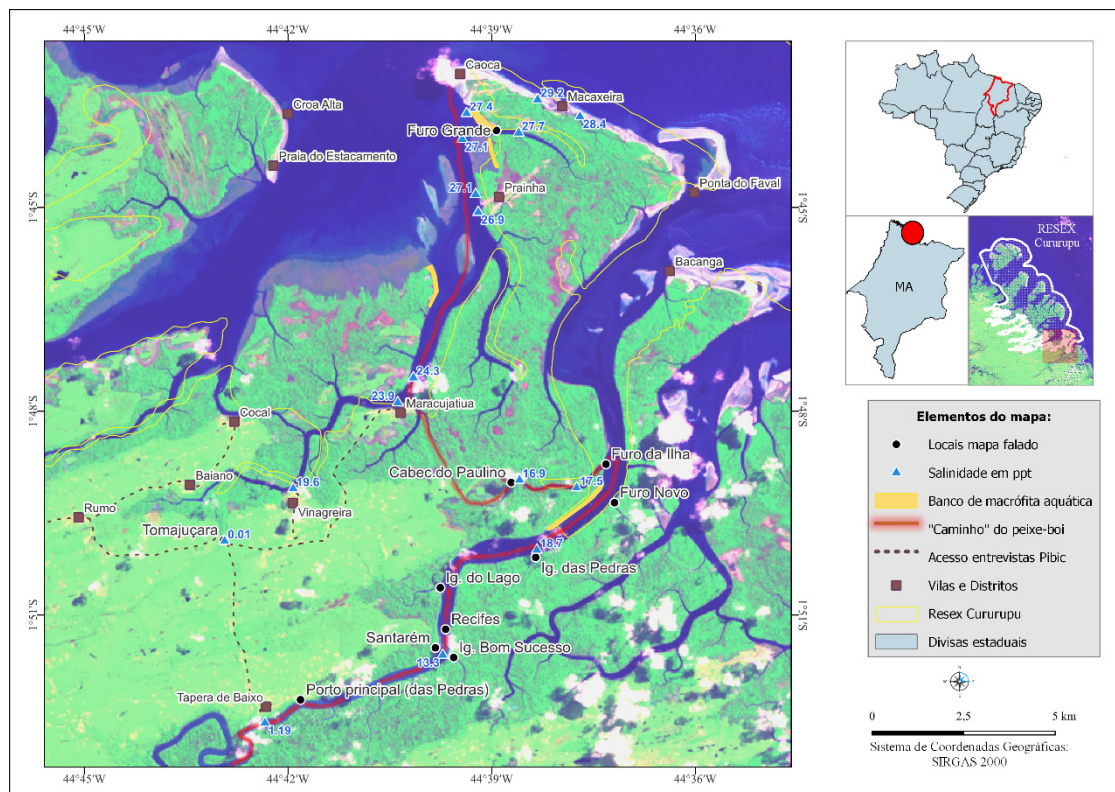 44°45'W
44°42'W
44°39'W
44°36'W
Caoca
29.2
Macaxeira
27.4
28.4
Croa Alta
Furo Grande
27.7
27.1
Praia do Estacamento
27.1
Prainha
Ponta do Faval
26.9
1°45'S
1°45'S
Bacanga
24.3
23.9
Maracujatiua
1°48'S
1°48'S
Cocal
Furo da Ilha
Cabec do Paulino
16.9
17.5
Baiano
19.6
Vinagreira
Furo Novo
Rumo
Tomajuçara
0.01
18.7
Ig. das Pedras
Ig. do Lago
1°51'S
1°51'S
Recifes
Santarém
Ig. Bom Sucesso
13.3
Tapera de Baixo
Porto principal (das Pedras)
1.19
44°45'W
44°42'W
44°39'W
44°36'W
MA
RESEX
Cururupu
Elementos do mapa:
Locais mapa falado
Salinidade em ppt
Banco de macrófita aquática
"Caminho" do peixe-boi
Acesso entrevistas Pibic
Vilas e Distritos
Resex Cururupu
Divisas estaduais
0
2,5
5 km
Sistema de Coordenadas Geográficas:
SIRGAS 2000